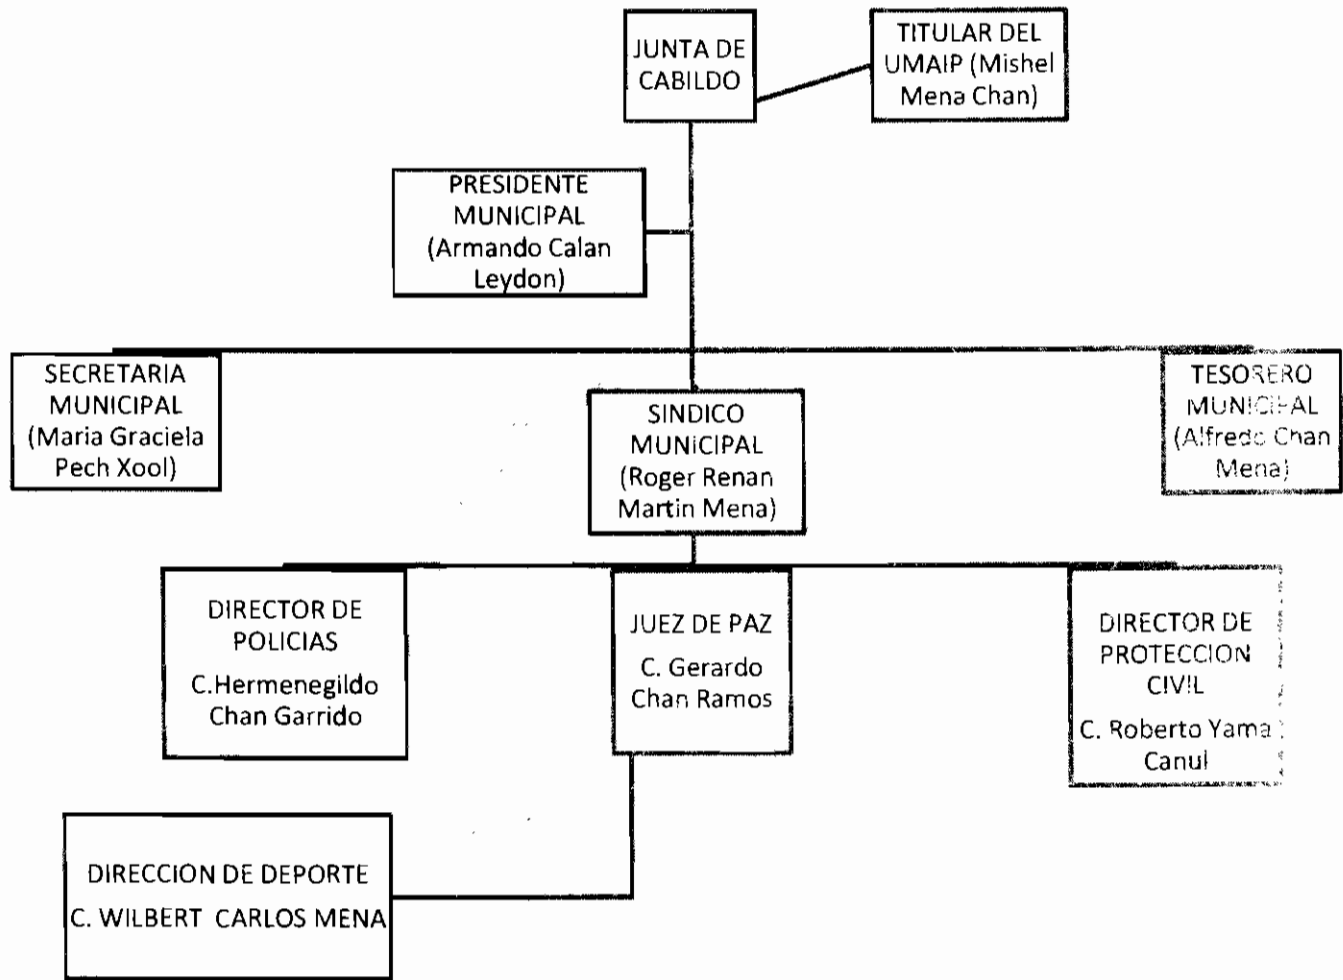 JUNTA DE
CABILDO
TITULAR DEL
UMAIP (Mishel
Mena Chan)
PRESIDENTE
MUNICIPAL
(Armando Calan
Leydon)
SECRETARIA
MUNICIPAL
(Maria Graciela
Pech Xool)
SINDICO
MUNICIPAL
(Roger Renan
Martin Mena)
TESORERO
MUNICIPAL
(Alfredo Chan
Mena)
DIRECTOR DE
POLICIAS
C.Hermenegildo
Chan Garrido
JUEZ DE PAZ
C. Gerardo
Chan Ramos
DIRECTOR DE
PROTECCION
CIVIL
C. Roberto Yama
Canul
DIRECCION DE DEPORTE
C. WILBERT CARLOS MENA